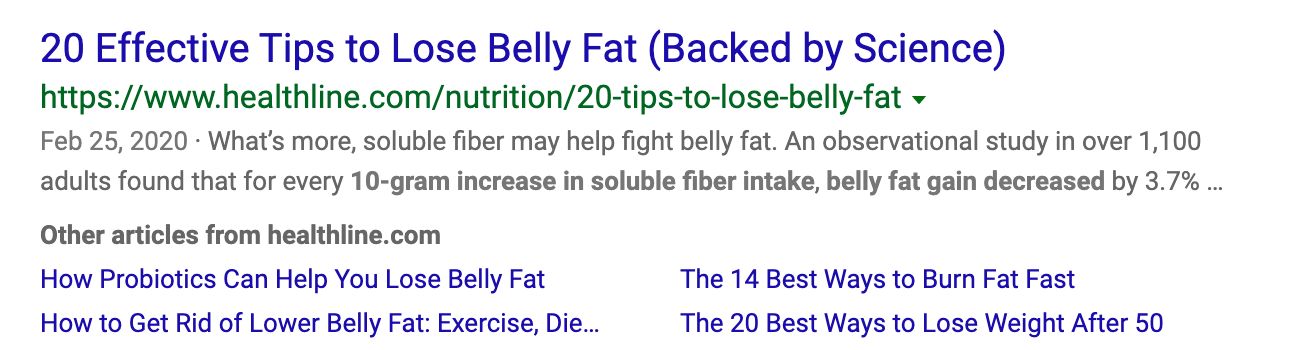 20 Effective Tips to Lose Belly Fat (Backed by Science)
https://www.healthline.com/nutrition/20-tips-to-lose-belly-fat
Feb 25, 2020 · What’s more, soluble fiber may help fight belly fat. An observational study in over 1,100
adults found that for every 10-gram increase in soluble fiber intake, belly fat gain decreased by 3.7% ...
Other articles from healthline.com
How Probiotics Can Help You Lose Belly Fat
The 14 Best Ways to Burn Fat Fast
How to Get Rid of Lower Belly Fat: Exercise, Die...
The 20 Best Ways to Lose Weight After 50